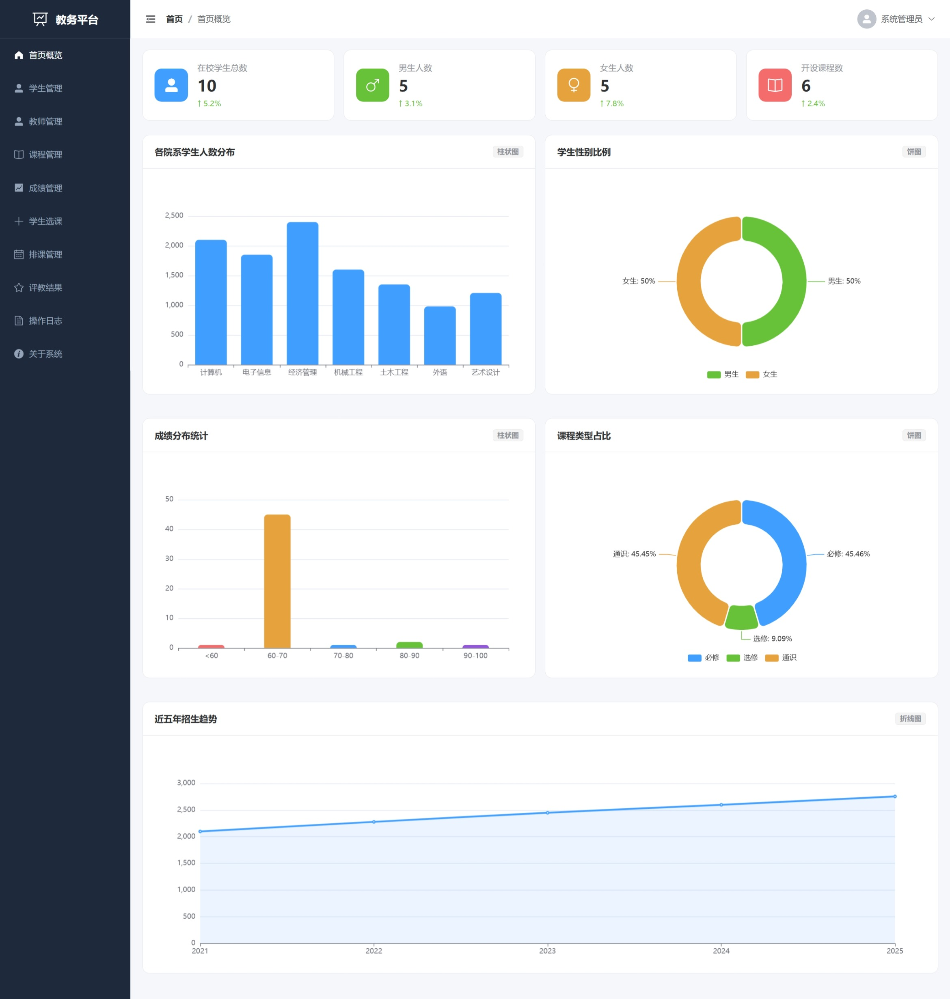 教务平台
首页 / 首页概览
系统管理员
首页概览
学生管理
教师管理
课程管理
成绩管理
学生选课
排课管理
评教结果
操作日志
关于系统
在校学生总数
10
↑ 5.2%
男生人数
5
↑ 3.1%
女生人数
5
↑ 7.8%
开设课程数
6
↑ 2.4%
各院系学生人数分布
柱状图
2,500
2,000
1,500
1,000
500
0
计算机 电子信息 经济管理 机械工程 土木工程 外语 艺术设计
学生性别比例
饼图
女生: 50%
男生: 50%
男生 女生
成绩分布统计
柱状图
50
40
30
20
10
0
<60 60-70 70-80 80-90 90-100
课程类型占比
饼图
通识: 45.45%
必修: 45.46%
选修: 9.09%
必修 选修 通识
近五年招生趋势
折线图
3,000
2,500
2,000
1,500
1,000
500
0
2021 2022 2023 2024 2025